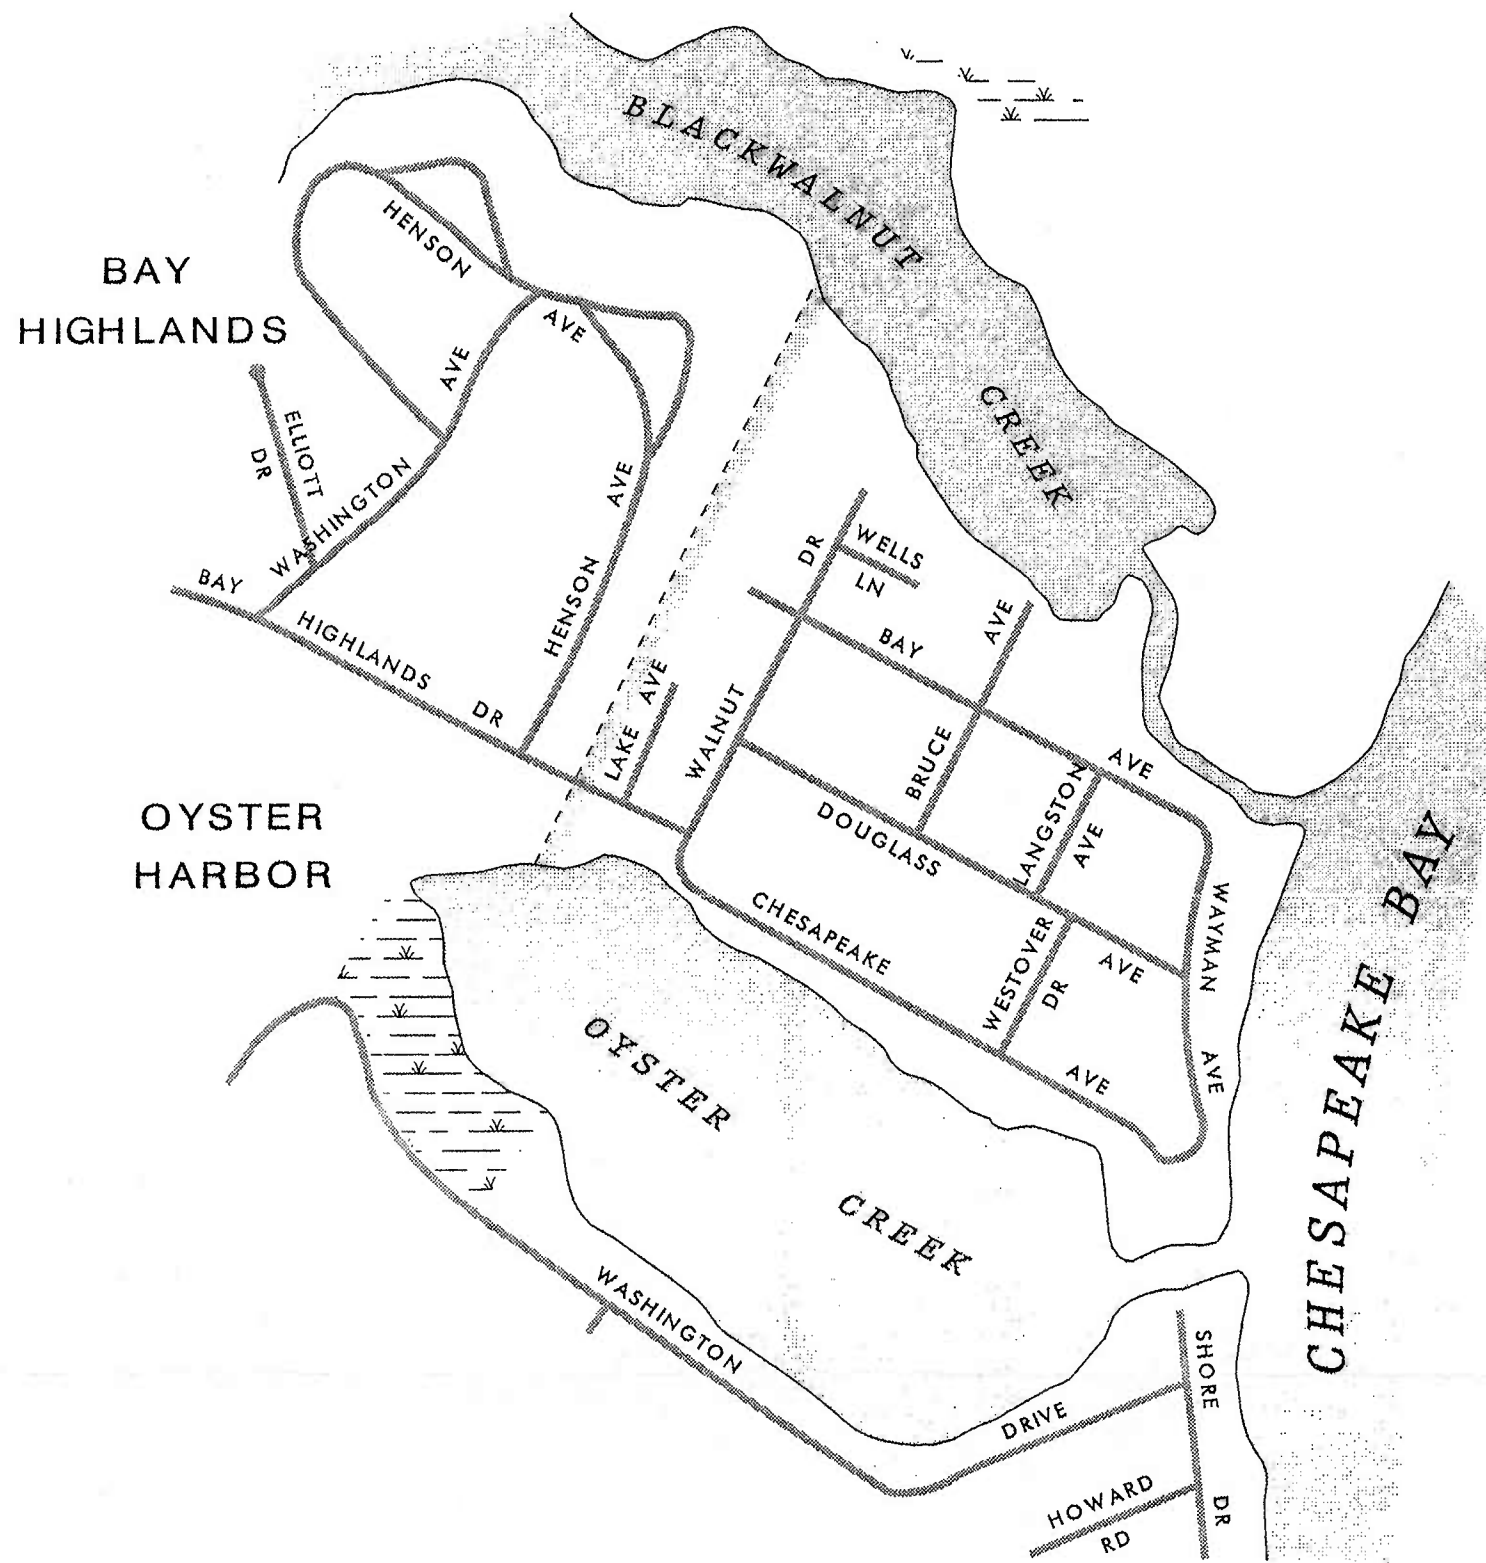 BLACKWALNUT
CREEK
HENSON
AVE
BAY
HIGHLANDS
AVE
ELLIOTT
DR
WASHINGTON
AVE
HENSON
BAY
HIGHLANDS
DR
DR
WELLS
LN
BAY
AVE
AVE
BRUCE
LAKE AVE
WALNUT
LANGSTON
AVE
DOUGLASS
AVE
OYSTER
HARBOR
CHESAPEAKE
AVE
WESTOVER
DR
WAYMAN
AVE
CHESAPEAKE BAY
OYSTER
CREEK
WASHINGTON
DRIVE
SHORE
DR
HOWARD
RD